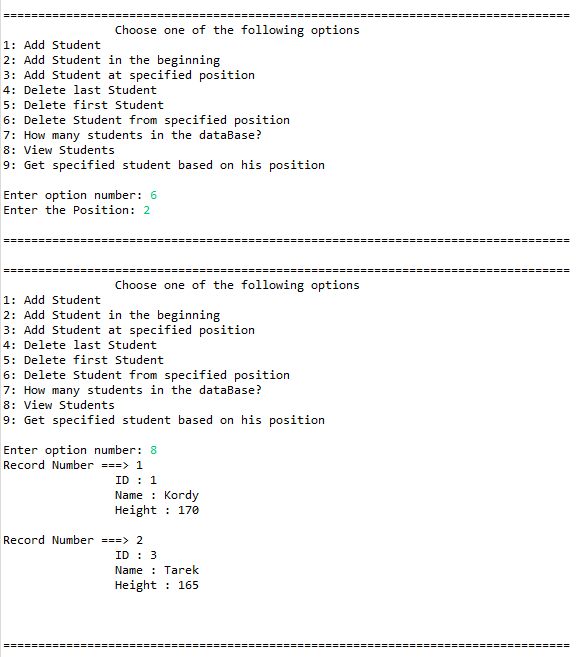 =================================================================================
Choose one of the following options
1: Add Student
2: Add Student in the beginning
3: Add Student at specified position
4: Delete last Student
5: Delete first Student
6: Delete Student from specified position
7: How many students in the dataBase?
8: View Students
9: Get specified student based on his position
Enter option number: 6
Enter the Position: 2
=================================================================================
=================================================================================
Choose one of the following options
1: Add Student
2: Add Student in the beginning
3: Add Student at specified position
4: Delete last Student
5: Delete first Student
6: Delete Student from specified position
7: How many students in the dataBase?
8: View Students
9: Get specified student based on his position
Enter option number: 8
Record Number ===> 1
ID : 1
Name : Kordy
Height : 170
Record Number ===> 2
ID : 3
Name : Tarek
Height : 165
=================================================================================